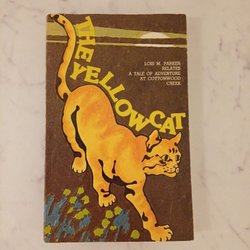 THE YELLOW CAT
LOIS M. PARKER
RELATES
A TALE OF ADVENTURE
AT COTTONWOOD
CREEK